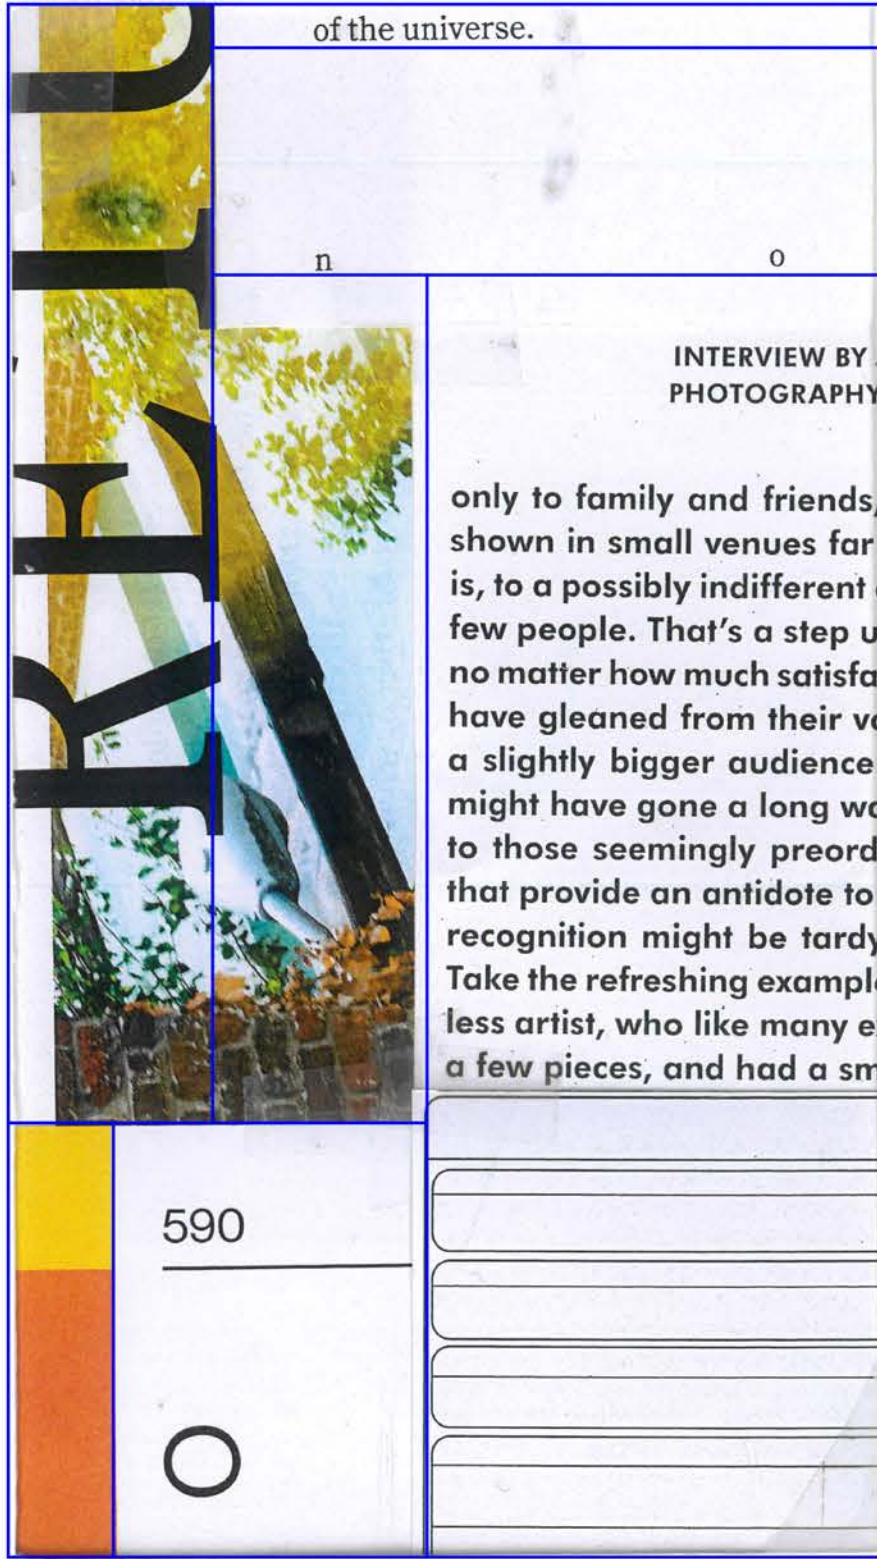 of the universe.
n o
RETU
INTERVIEW BY
PHOTOGRAPHY
only to family and friends,
shown in small venues far
is, to a possibly indifferent
few people. That's a step u
no matter how much satisfa
have gleaned from their vo
a slightly bigger audience
might have gone a long wa
to those seemingly preord
that provide an antidote to
recognition might be tardy
Take the refreshing example
less artist, who like many e
a few pieces, and had a sm
590
O